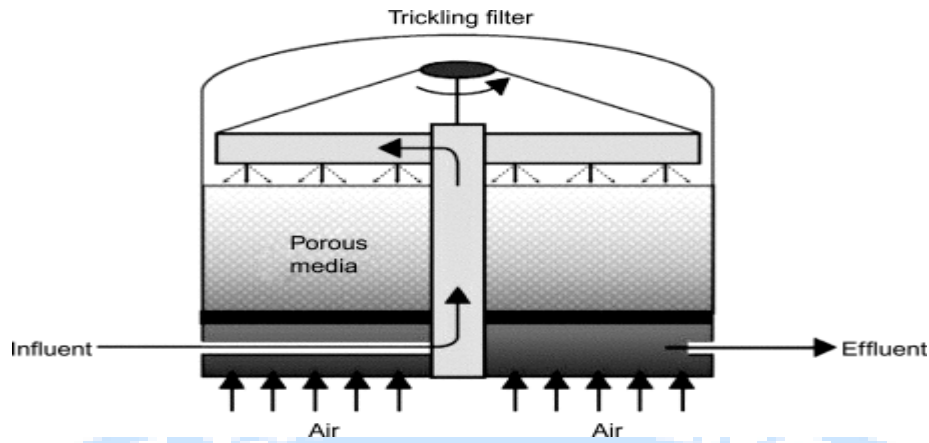 Trickling filter
Porous
media
Influent
Effluent
Air
Air